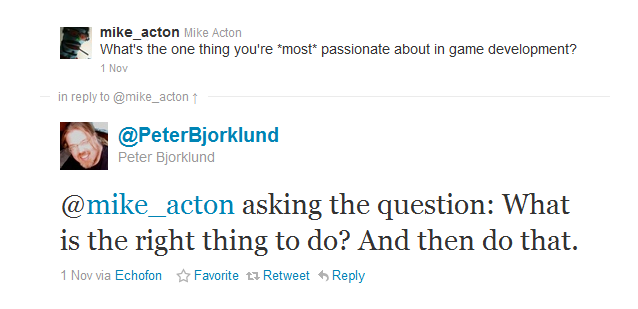 mike_acton Mike Acton
What's the one thing you're *most* passionate about in game development?
1 Nov
in reply to @mike_acton ↑
@PeterBjorklund
Peter Bjorklund
@mike_acton asking the question: What
is the right thing to do? And then do that.
1 Nov via Echofon Favorite Retweet Reply